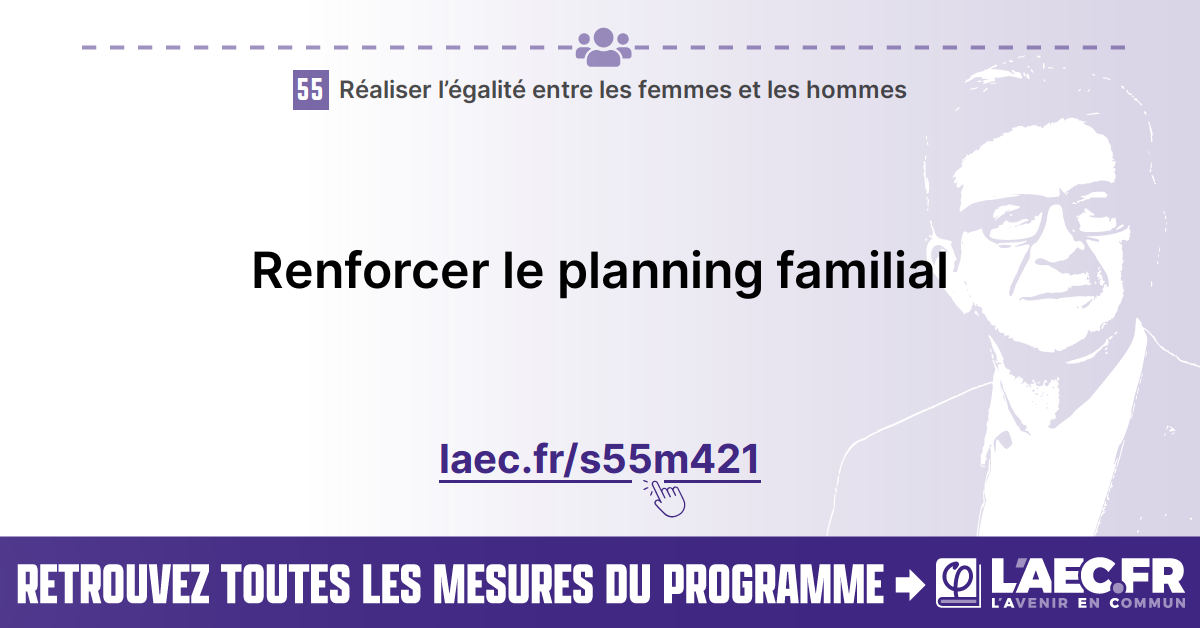 55 Réaliser l’égalité entre les femmes et les hommes
Renforcer le planning familial
laec.fr/s55m421
RETROUVEZ TOUTES LES MESURES DU PROGRAMME
φ L'AEC.FR
L'AVENIR EN COMMUN